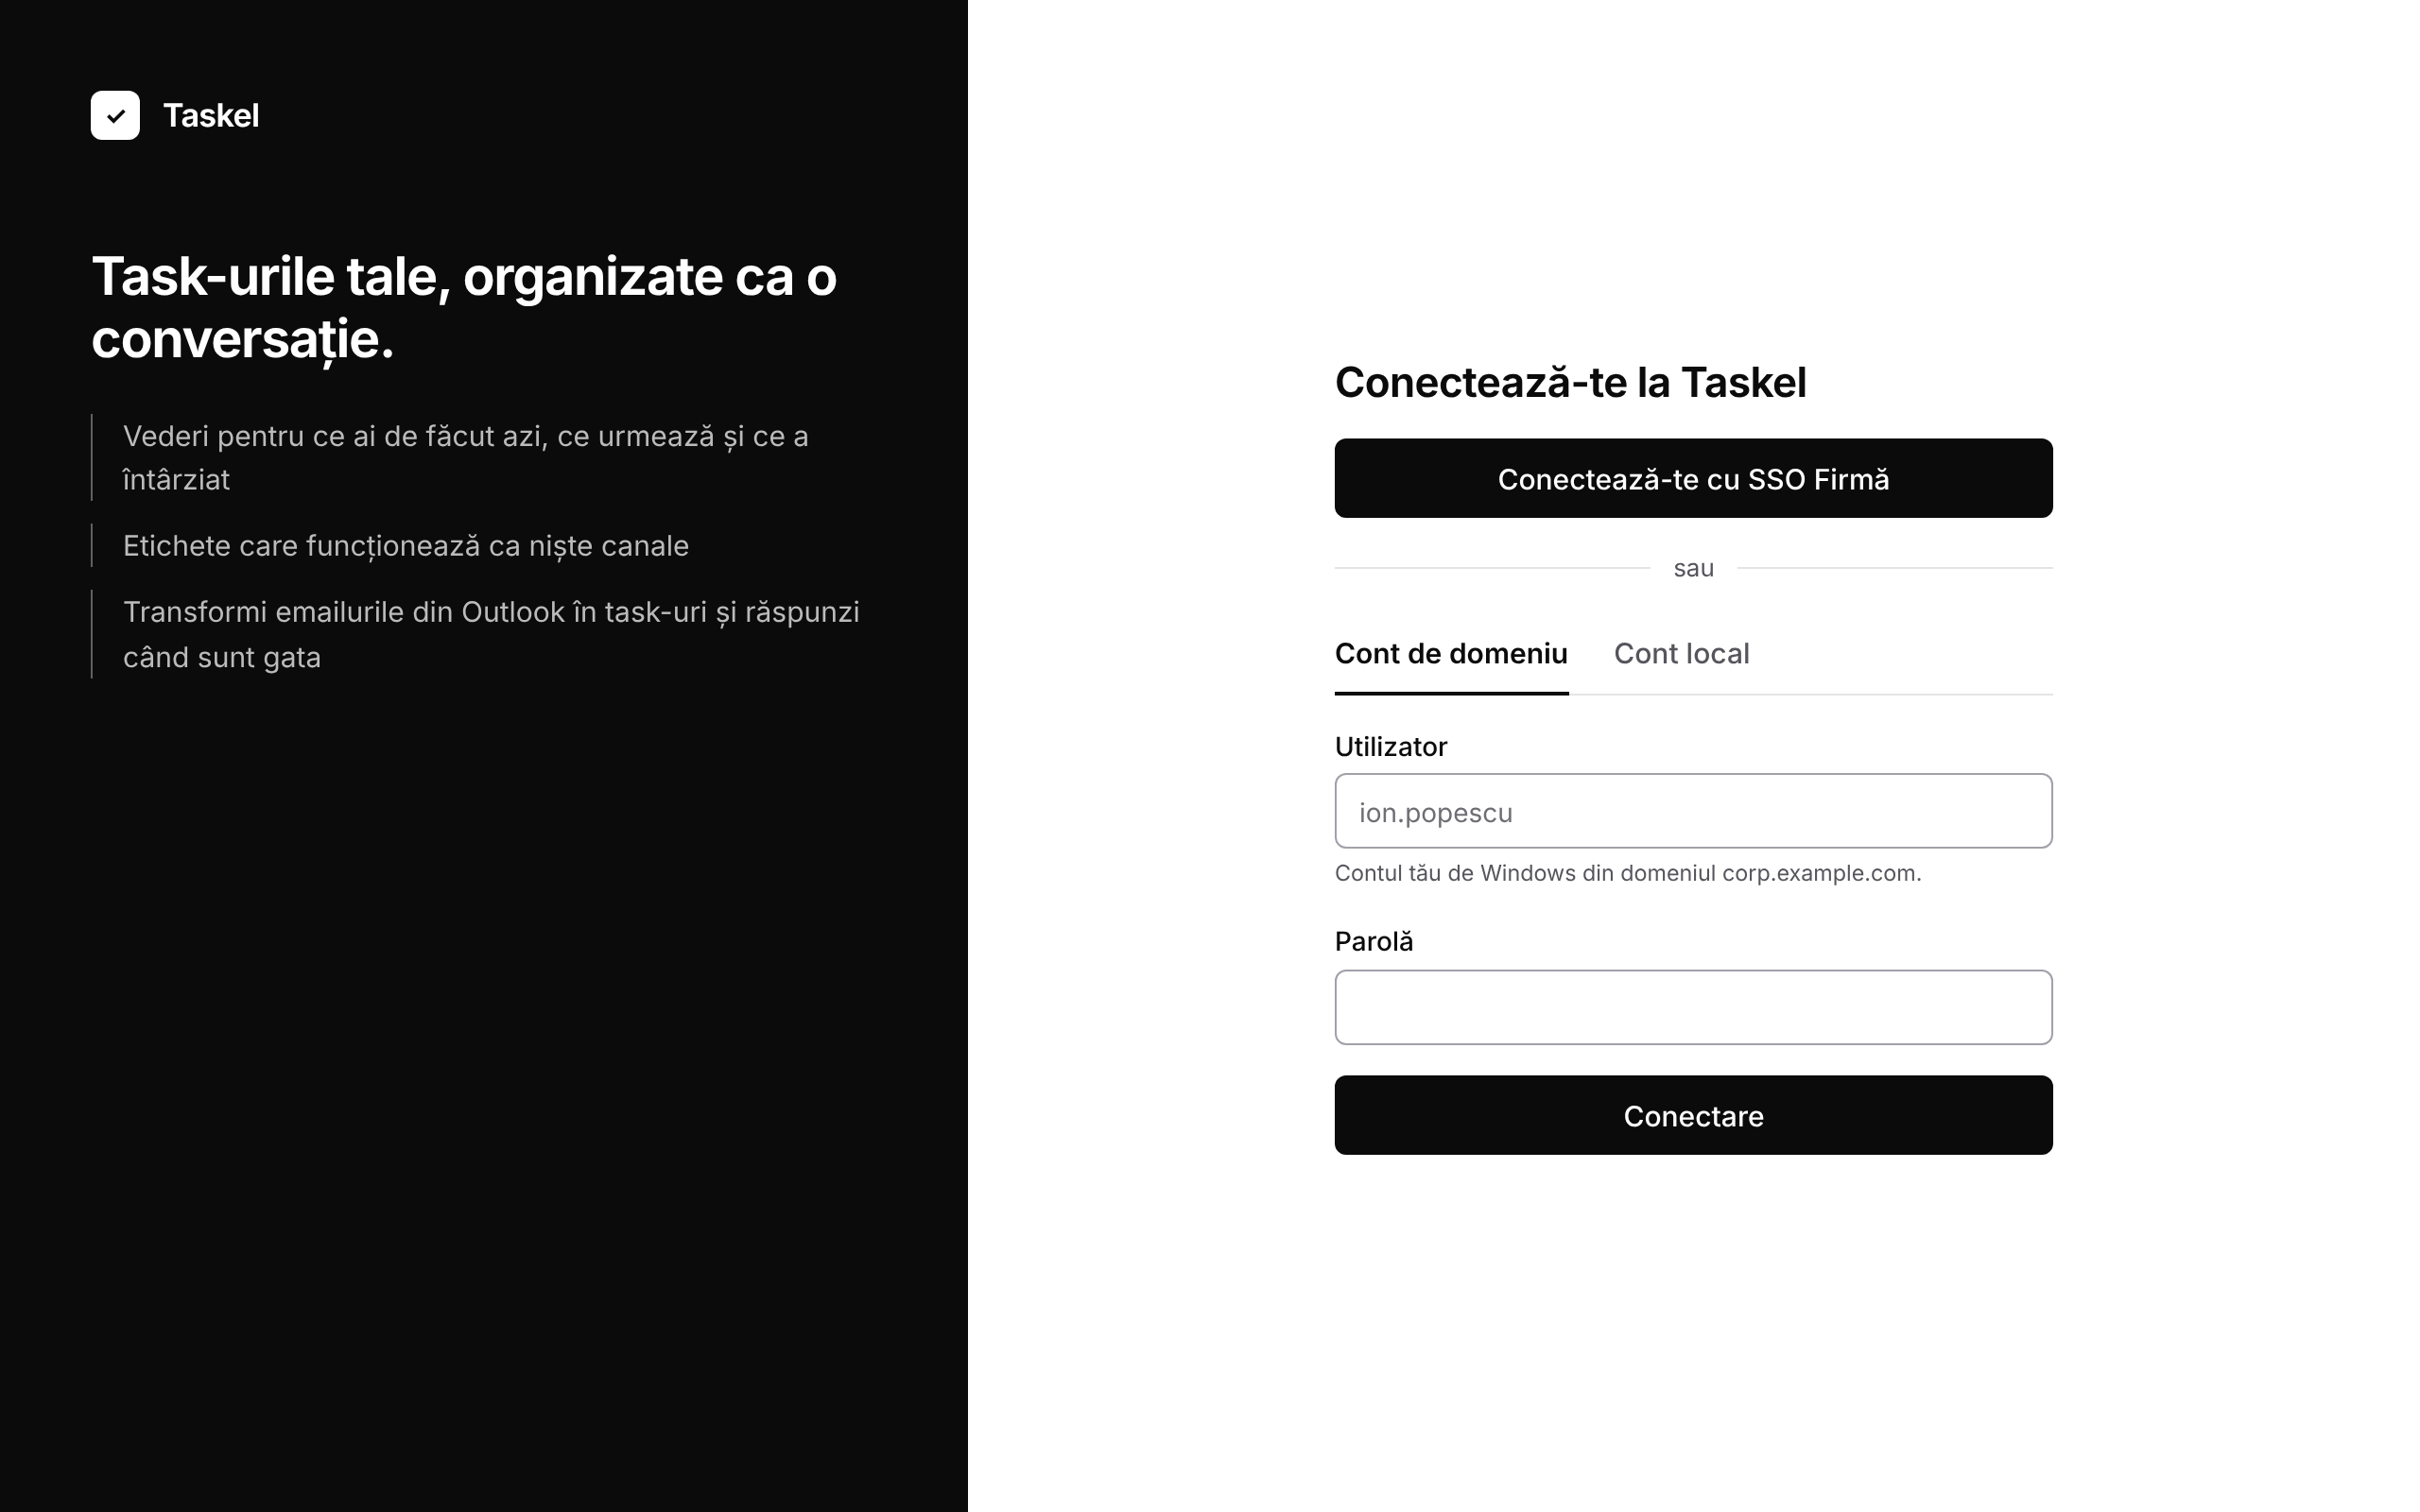 Taskel
Task-urile tale, organizate ca o
conversație.
Vederi pentru ce ai de făcut azi, ce urmează și ce a
întârziat
Etichete care funcționează ca niște canale
Transformi emailurile din Outlook în task-uri și răspunzi
când sunt gata
Conectează-te la Taskel
Conectează-te cu SSO Firmă
sau
Cont de domeniu Cont local
Utilizator
ion.popescu
Contul tău de Windows din domeniul corp.example.com.
Parolă
Conectare